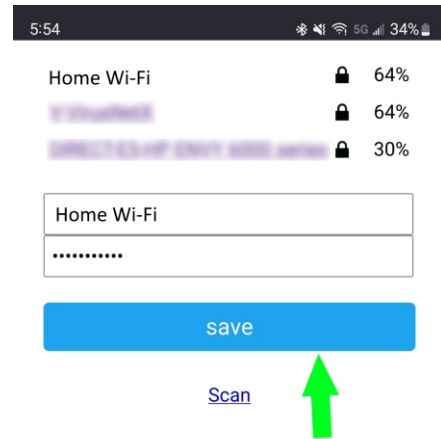 5:54 5G 34%
Home Wi-Fi 64%
64%
30%
Home Wi-Fi
•••••••••••
save
Scan